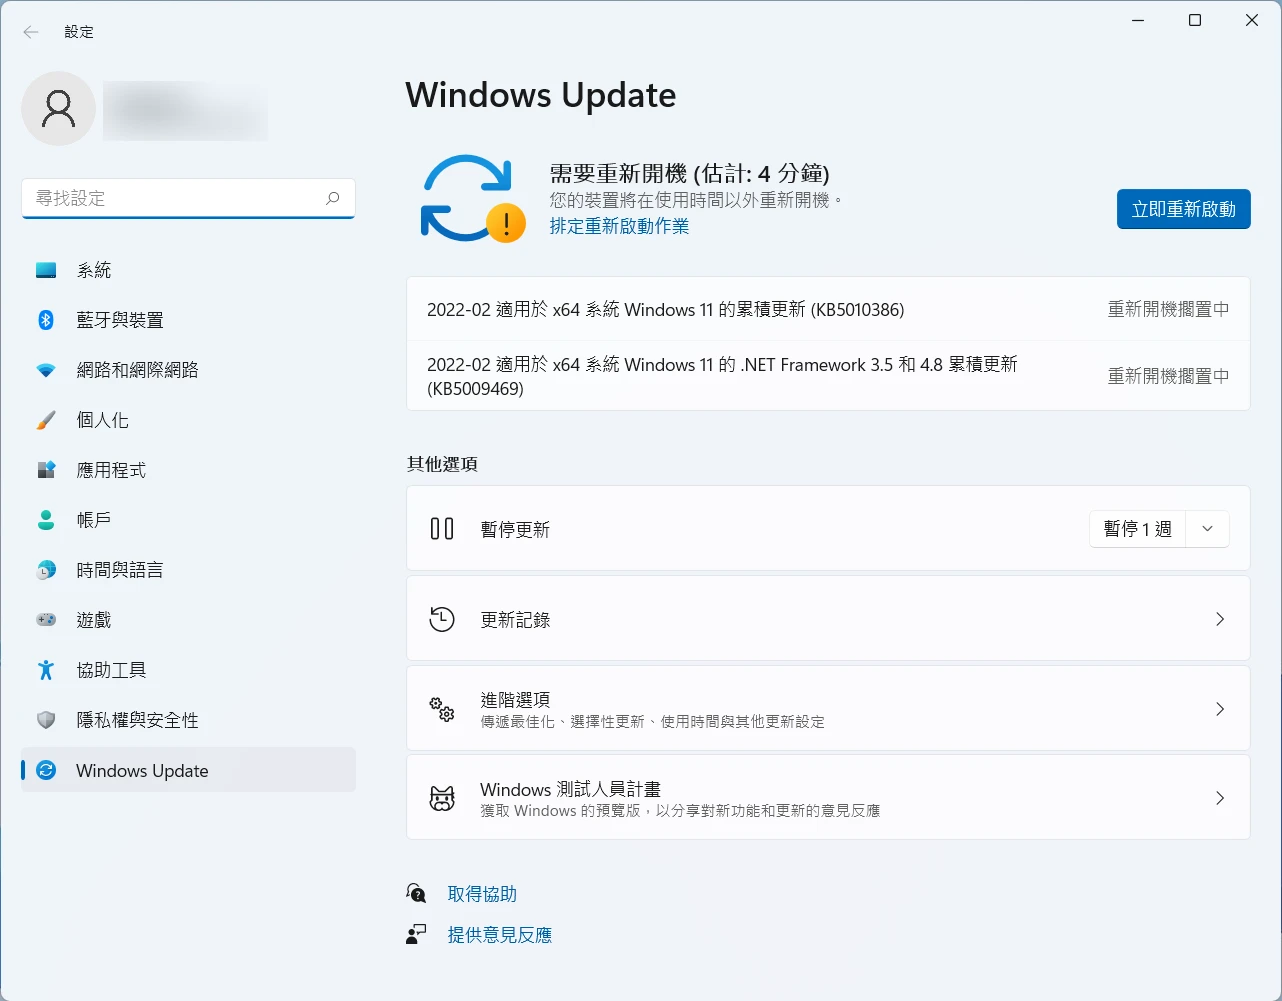 設定
尋找設定
系統
藍牙與裝置
網路和網際網路
個人化
應用程式
帳戶
時間與語言
遊戲
協助工具
隱私權與安全性
Windows Update
Windows Update
需要重新開機 (估計: 4 分鐘)
您的裝置將在使用時間以外重新開機。
排定重新啟動作業
立即重新啟動
2022-02 適用於 x64 系統 Windows 11 的累積更新 (KB5010386)
重新開機擱置中
2022-02 適用於 x64 系統 Windows 11 的 .NET Framework 3.5 和 4.8 累積更新
(KB5009469)
重新開機擱置中
其他選項
暫停更新
暫停 1 週
更新記錄
進階選項
傳遞最佳化、選擇性更新、使用時間與其他更新設定
Windows 測試人員計畫
獲取 Windows 的預覽版，以分享對新功能和更新的意見反應
取得協助
提供意見反應